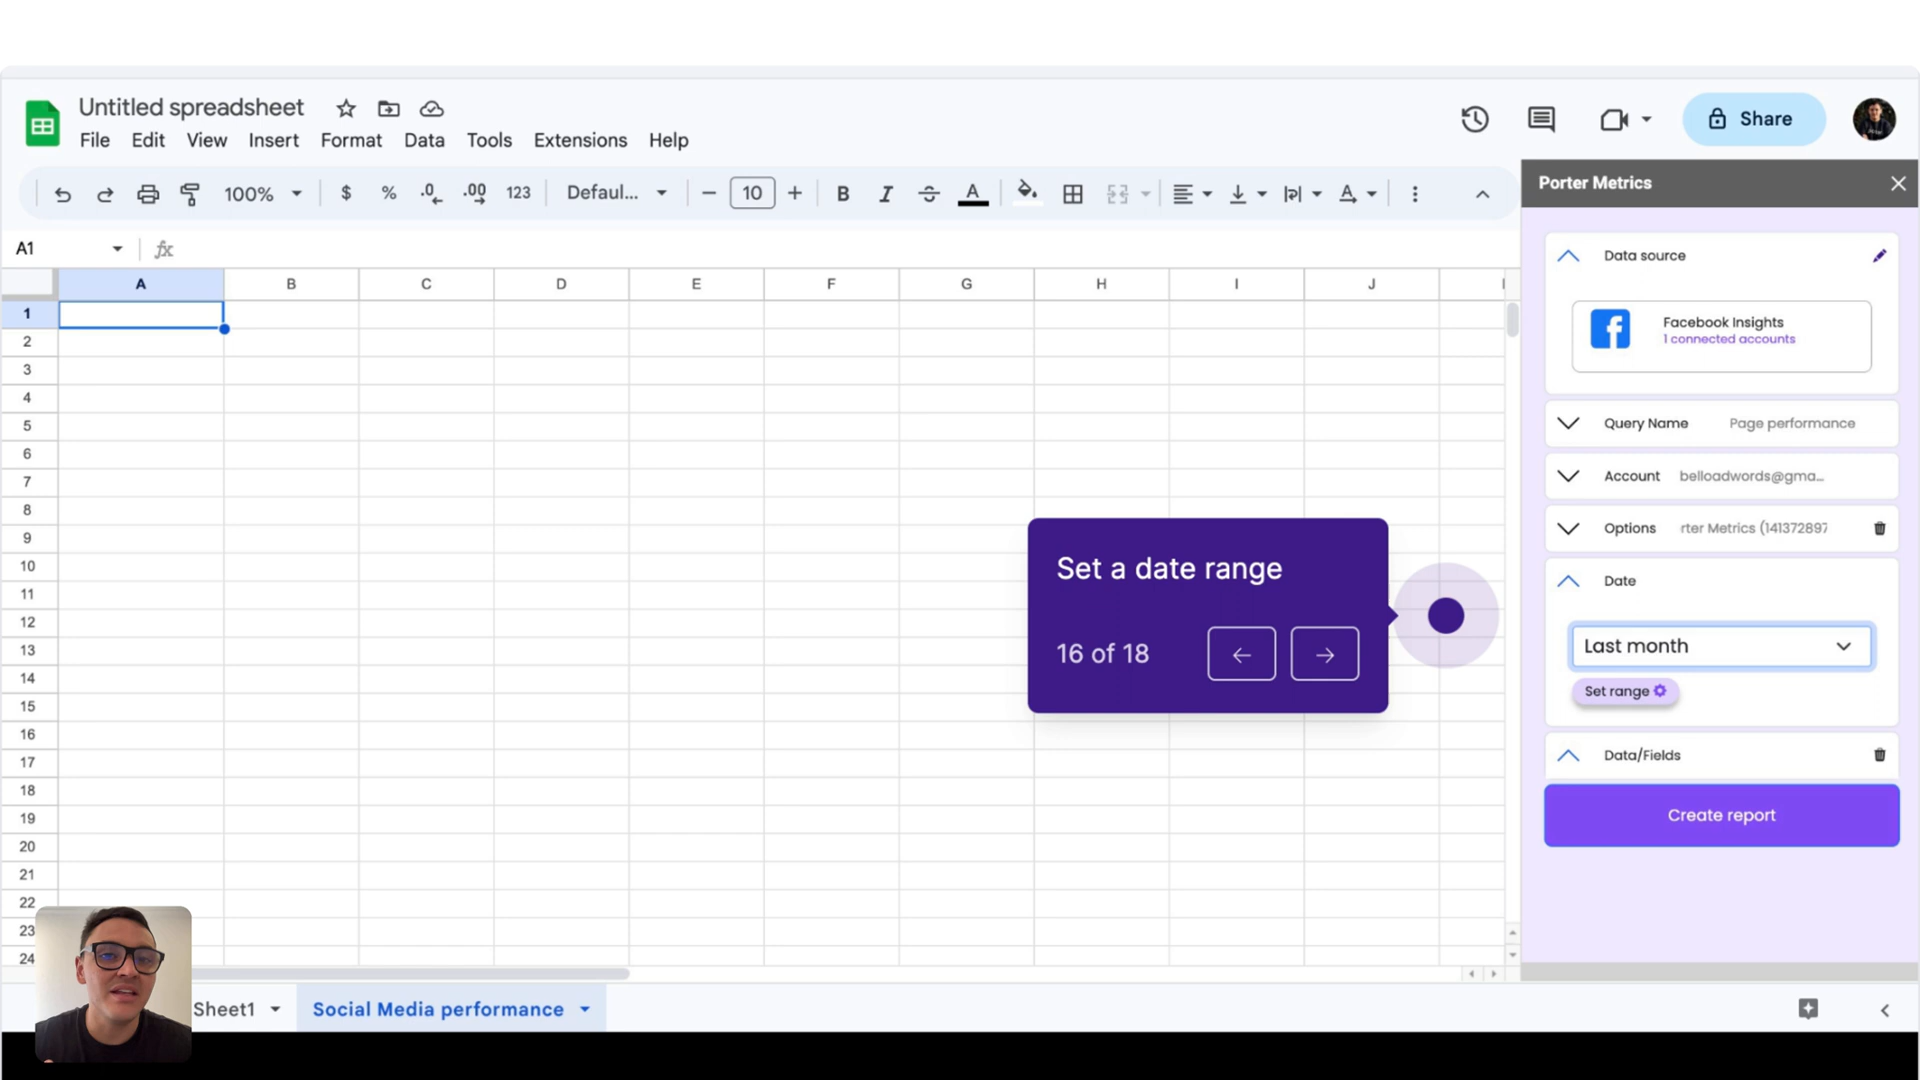 Untitled spreadsheet
File Edit View Insert Format Data Tools Extensions Help
Share
100% $ % .0 .00 123 Defaul... 10 B I A
Porter Metrics
A1 fx
A B C D E F G H I J
1
2
3
4
5
6
7
8
9
10
11
12
13
14
15
16
17
18
19
20
21
22
23
24
Set a date range
16 of 18
Data source
Facebook Insights
1 connected accounts
Query Name Page performance
Account belloadwords@gma...
Options rter Metrics (141372897
Date
Last month
Set range
Data/Fields
Create report
Sheet1 Social Media performance